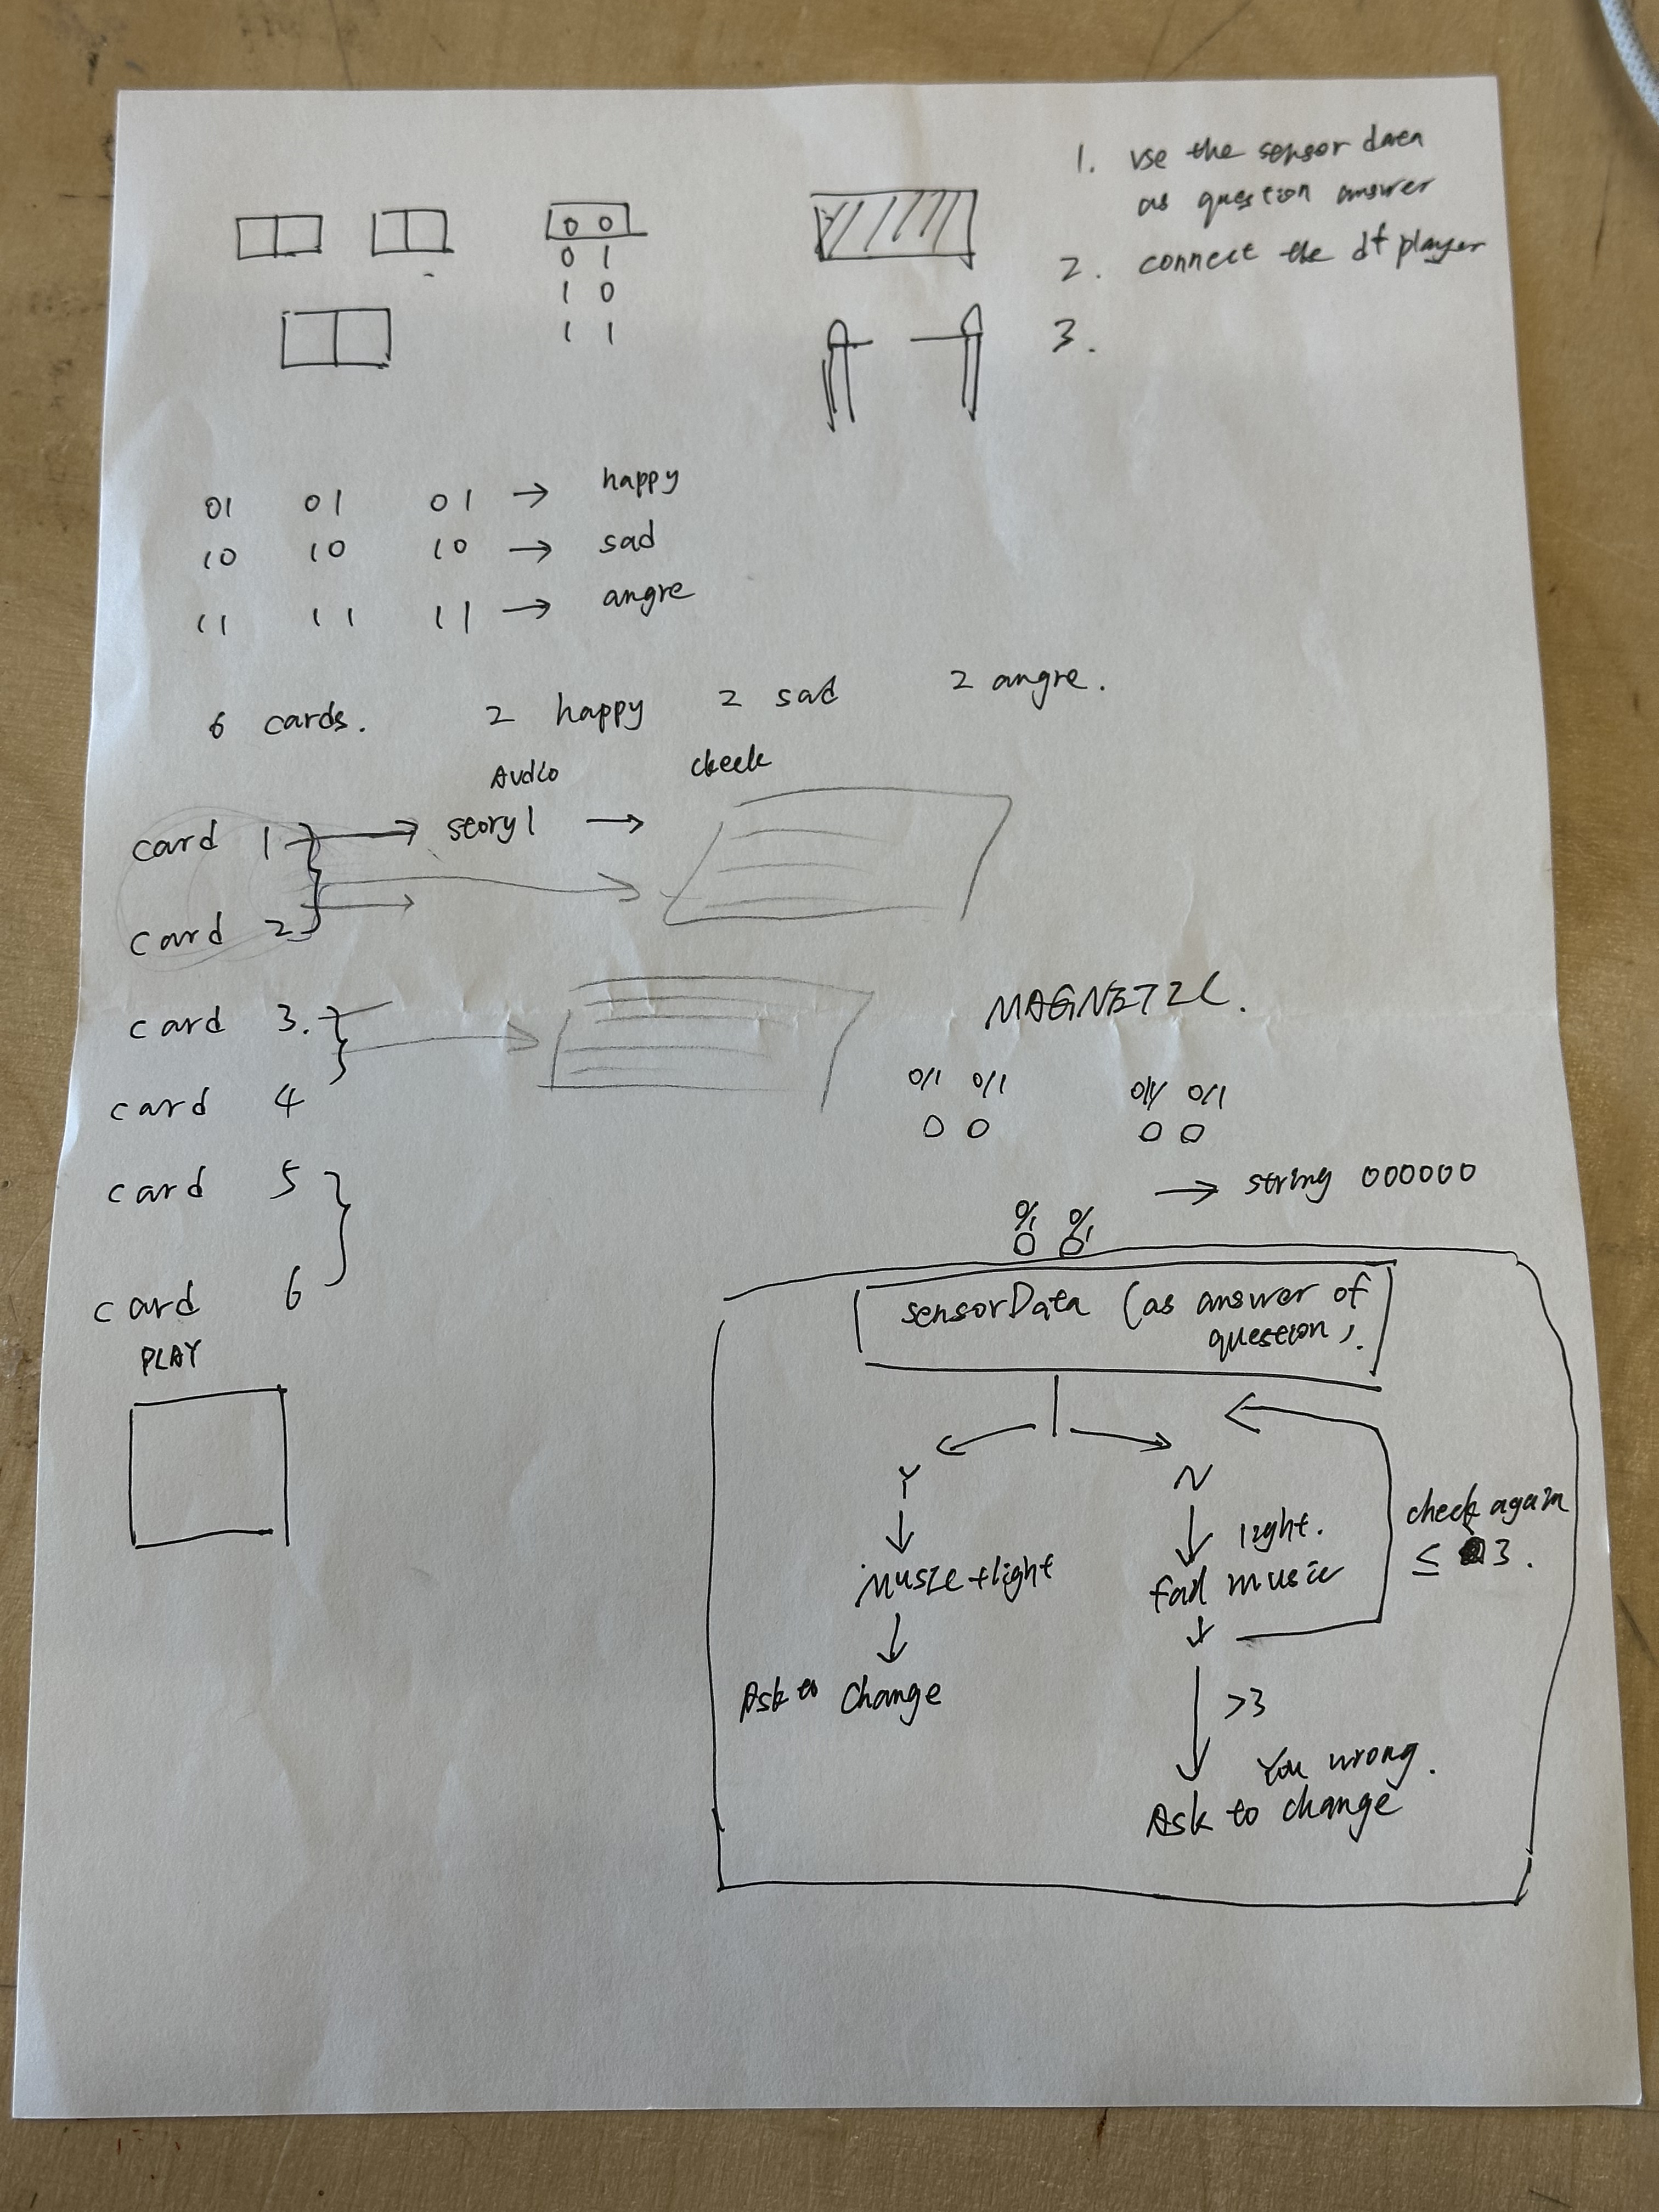 1. use the sensor data
as question answer
2. connect the df player
3.
0 0
0 1
1 0
1 1
01 01 01 → happy
10 10 10 → sad
11 11 11 → angre
6 cards. 2 happy 2 sad 2 angre.
Audio check
card 1 → story1 →
card 2
card 3.
card 4
card 5
card 6
PLAY
MAGNETIC.
0/1 0/1 0/1 0/1
0 0 0 0
→ string 000000
0/1 0/1
0 0
sensorData (as answer of
question).
Y N
light.
music + light fail music
check again
≤ 3.
Ask to change
>3
You wrong.
Ask to change